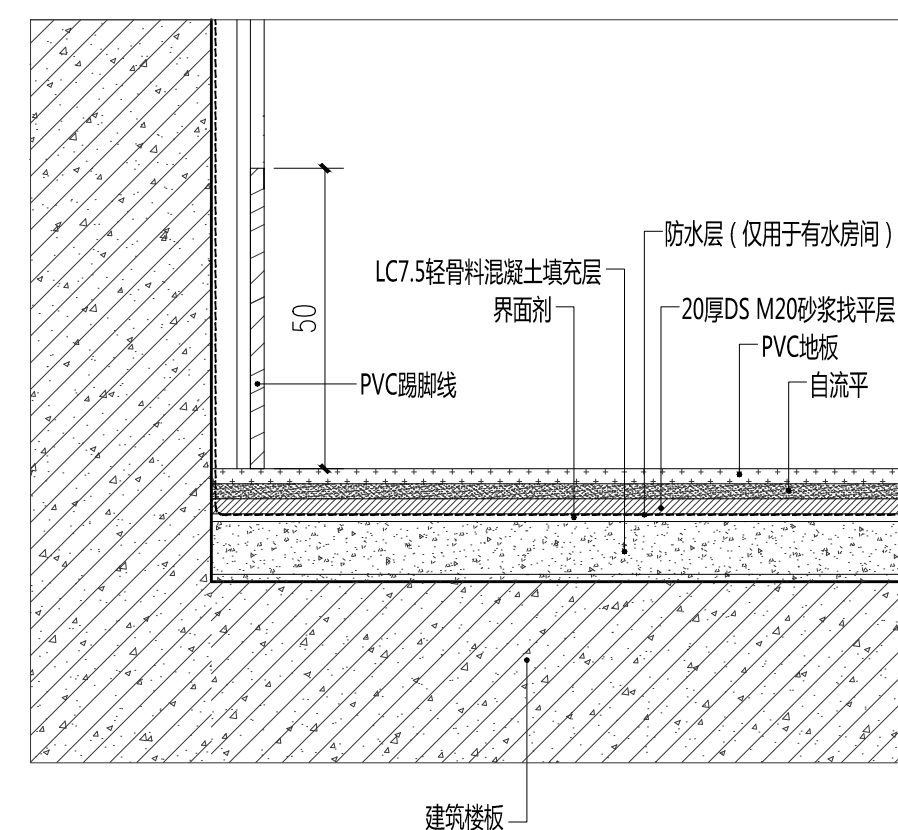 防水层（仅用于有水房间）
LC7.5轻骨料混凝土填充层
界面剂
20厚DS M20砂浆找平层
PVC地板
50
PVC踢脚线
自流平
建筑楼板